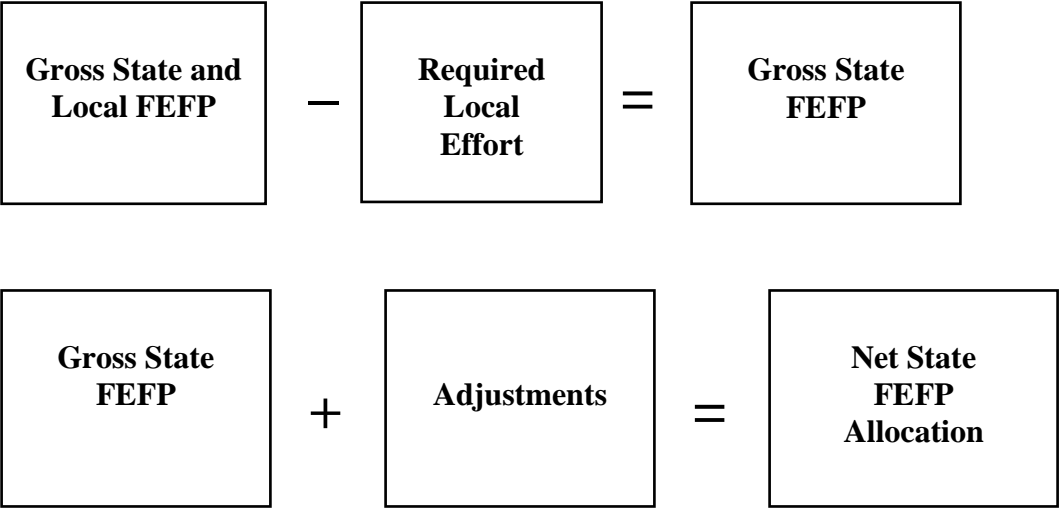 Gross State and
Local FEFP
−
Required
Local
Effort
=
Gross State
FEFP
Gross State
FEFP
+
Adjustments
=
Net State
FEFP
Allocation